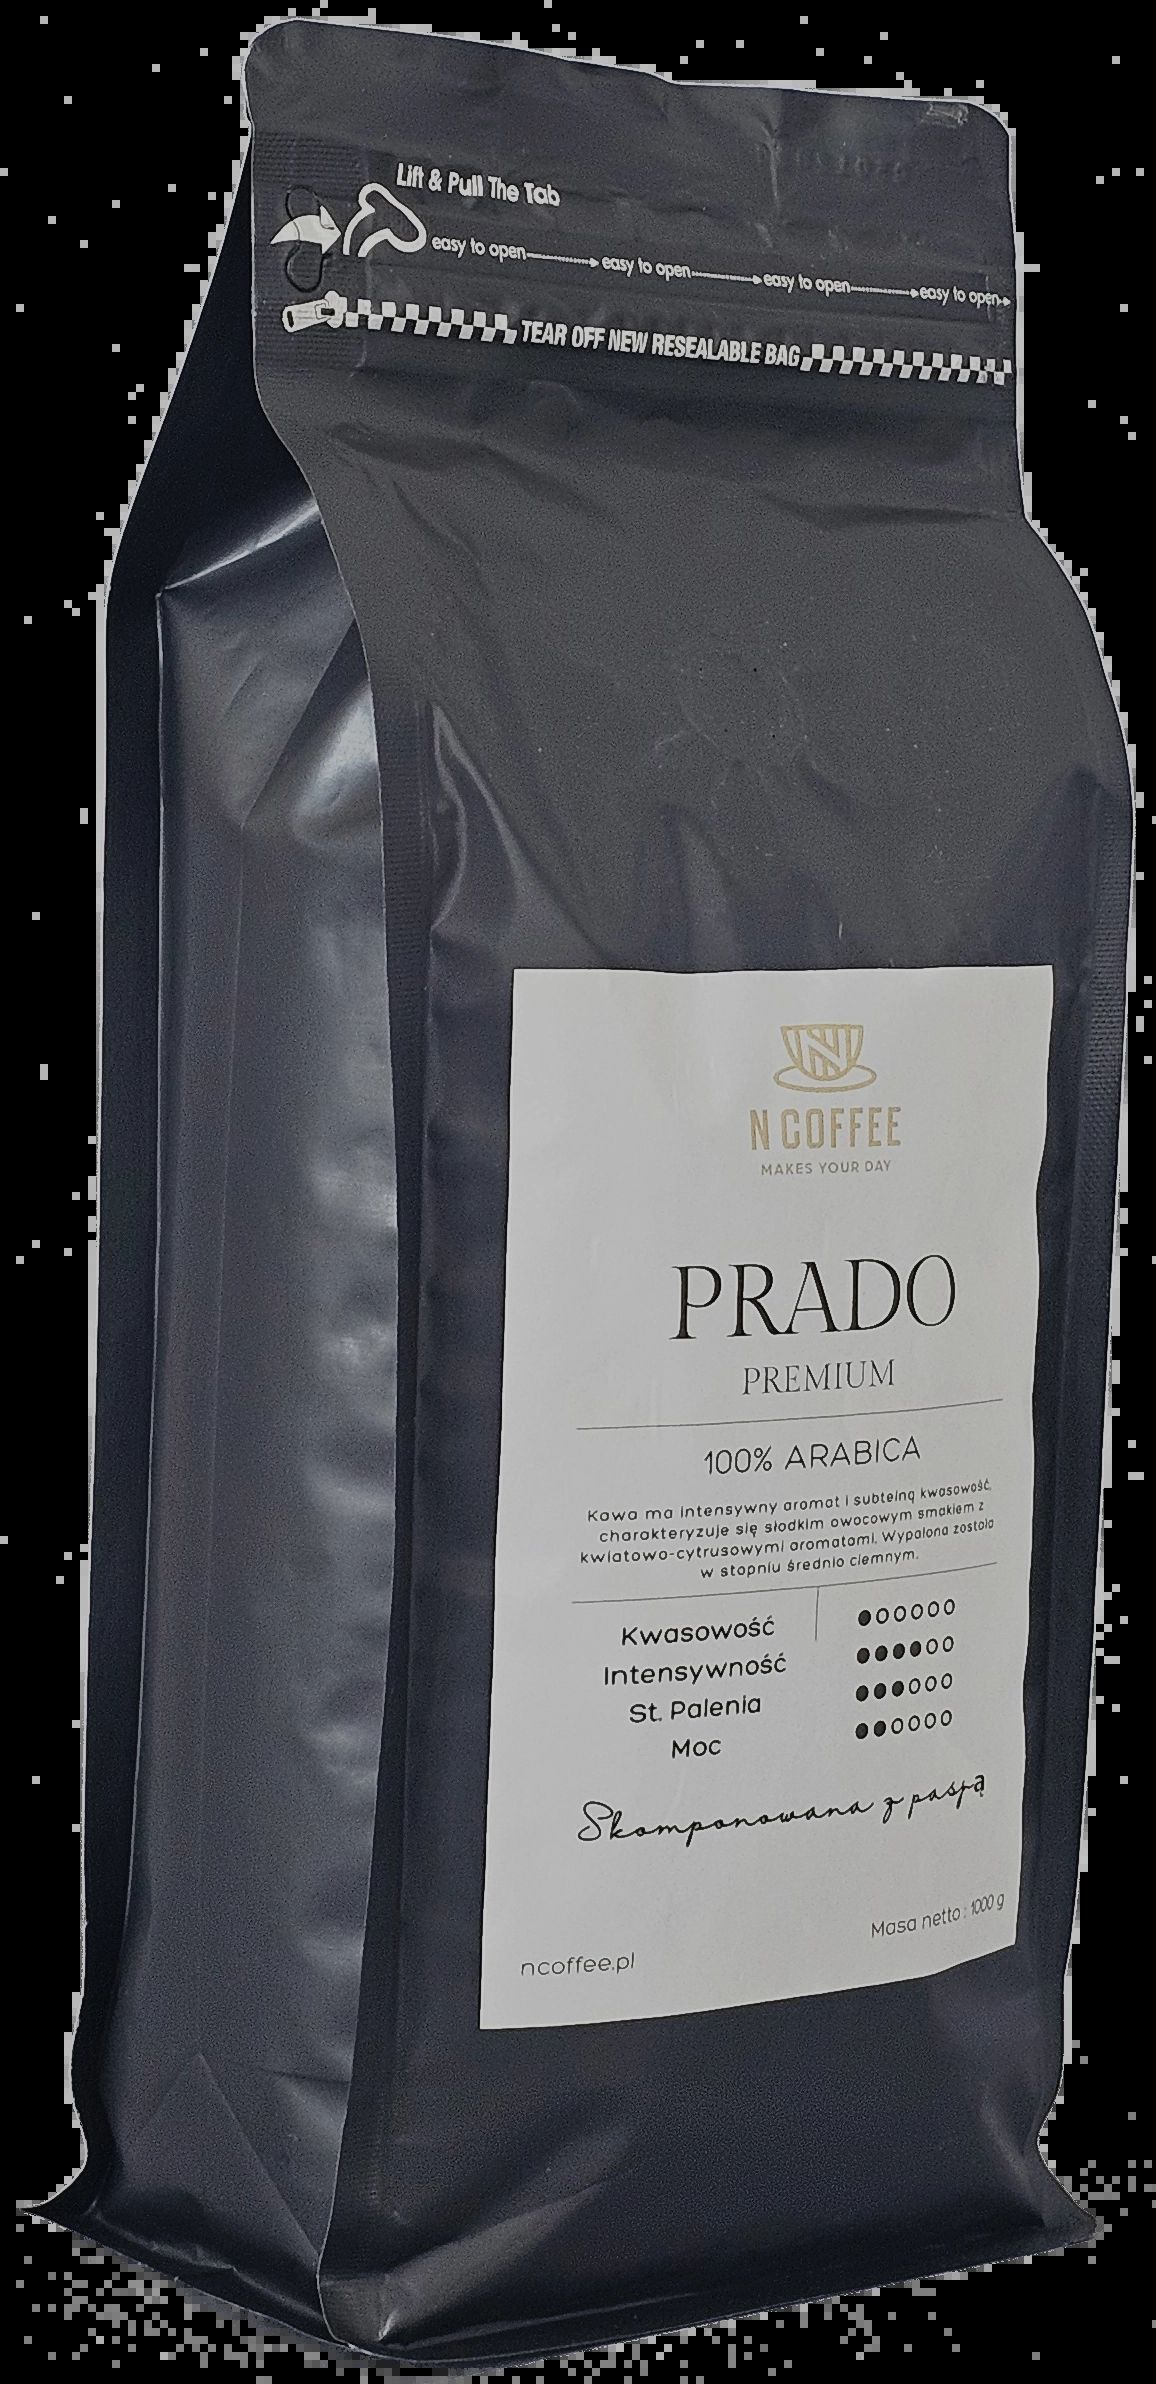 Lift & Pull The Tab
easy to open easy to open easy to open easy to open
TEAR OFF NEW RESEALABLE BAG
N COFFEE
MAKES YOUR DAY
PRADO
PREMIUM
100% ARABICA
Kawa ma intensywny aromat i subtelną kwasowość,
charakteryzuje się słodkim owocowym smakiem z
kwiatowo-cytrusowymi aromatami. Wypalona została
w stopniu średnio ciemnym.
Kwasowość
Intensywność
St. Palenia
Moc
Skomponowana z pasją
Masa netto: 1000 g
ncoffee.pl